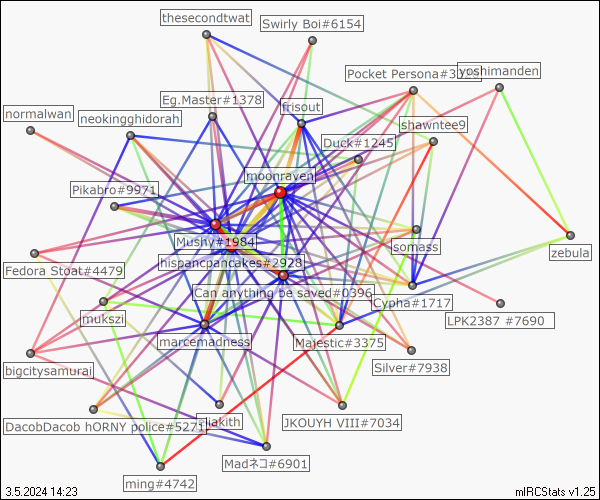 thesecondtwat
Swirly Boi#6154
Pocket Persona#3
yoshimanden
Eg.Master#1378
normalwan
neokingghidorah
frisout
shawntee9
Duck#1245
moonraven
Pikabro#9971
Mushy#1984
somass
zebula
hispancpancakes#2928
Fedora Stoat#4479
Can anything be saved#0396
Cypha#1717
mukszi
LPK2387 #7690
marcemadness
Majestic#3375
bigcitysamurai
Silver#7938
DacobDacob hORNY police#5271
iliakith
JKOUYH VIII#7034
Madネコ#6901
ming#4742
3.5.2024 14:23
mIRCStats v1.25